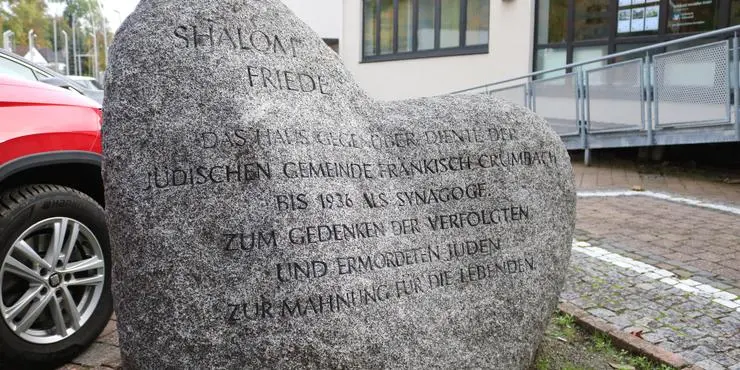 SHALOM
FRIEDE
DAS HAUS GEGENÜBER DIENTE DER
JÜDISCHEN GEMEINDE FRÄNKISCH CRUMBACH
BIS 1936 ALS SYNAGOGE.
ZUM GEDENKEN DER VERFOLGTEN
UND ERMORDETEN JUDEN
ZUR MAHNUNG FÜR DIE LEBENDEN.